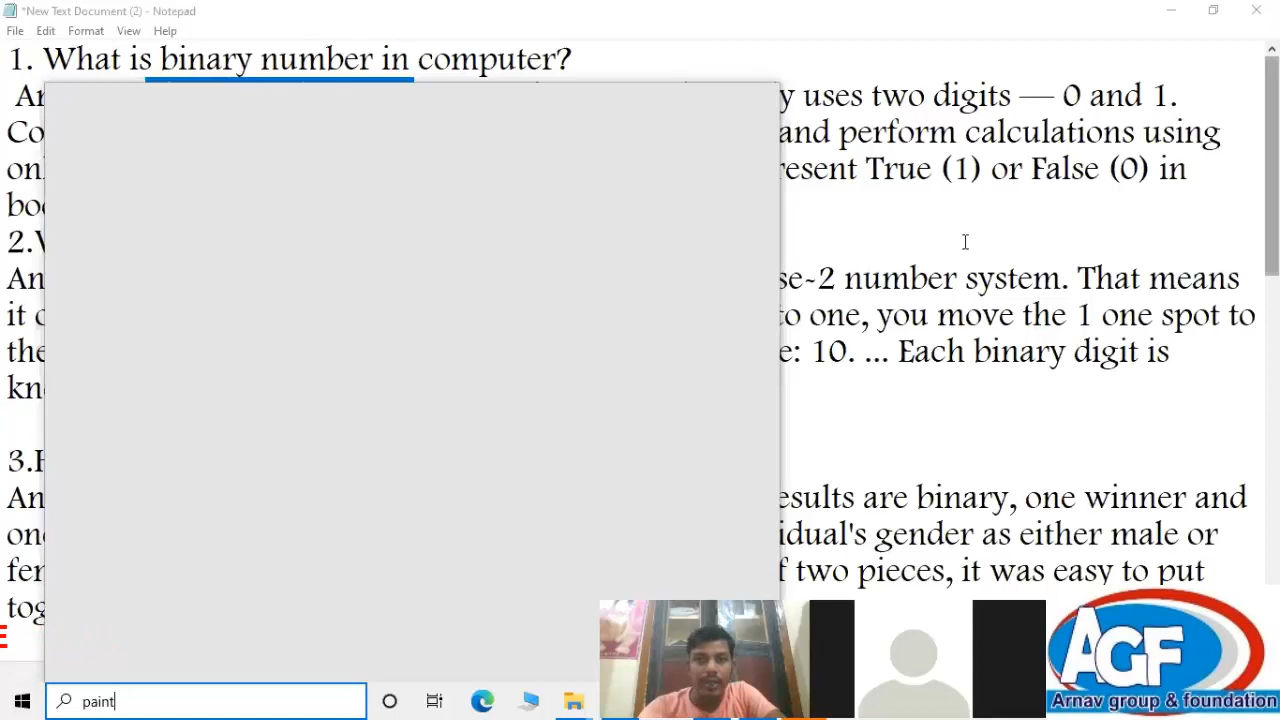 *New Text Document (2) - Notepad
File Edit Format View Help
1. What is binary number in computer?
y uses two digits — 0 and 1.
and perform calculations using
resent True (1) or False (0) in
2.
se-2 number system. That means
it to one, you move the 1 one spot to
the e: 10. ... Each binary digit is
3.
esults are binary, one winner and
idual's gender as either male or
f two pieces, it was easy to put
paint
AGF
Arnav group & foundation